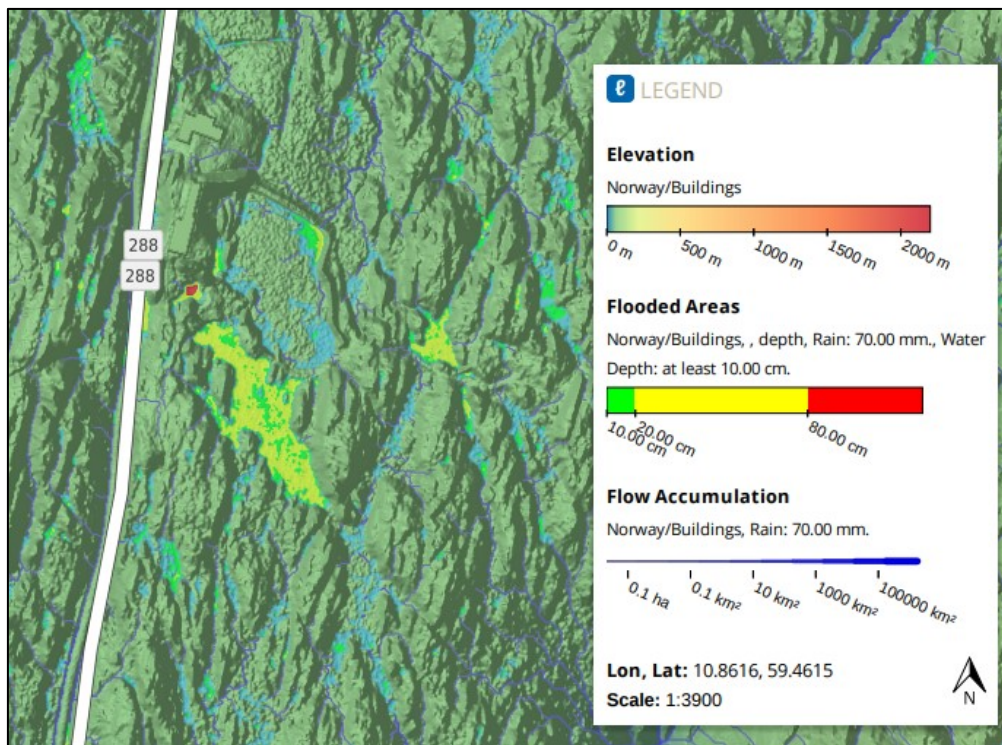 288
288
ℓ LEGEND
Elevation
Norway/Buildings
0 m 500 m 1000 m 1500 m 2000 m
Flooded Areas
Norway/Buildings, , depth, Rain: 70.00 mm., Water
Depth: at least 10.00 cm.
10.00 cm 20.00 cm 80.00 cm
Flow Accumulation
Norway/Buildings, Rain: 70.00 mm.
0.1 ha 0.1 km² 10 km² 1000 km² 100000 km²
Lon, Lat: 10.8616, 59.4615
Scale: 1:3900
N